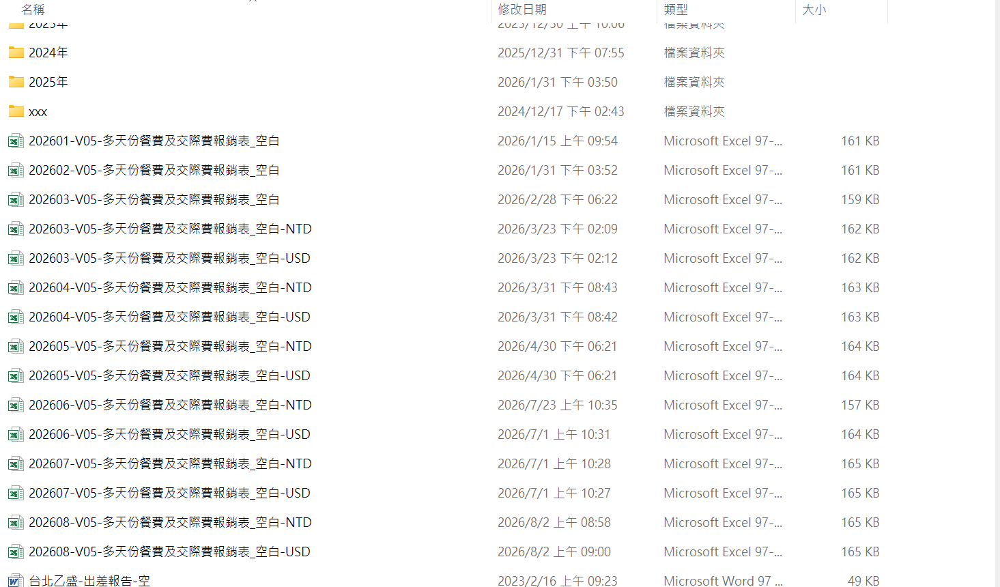 名稱 修改日期 類型 大小
2023年 2025/12/30 上午 10:06 檔案資料夾
2024年 2025/12/31 下午 07:55 檔案資料夾
2025年 2026/1/31 下午 03:50 檔案資料夾
xxx 2024/12/17 下午 02:43 檔案資料夾
202601-V05-多天份餐費及交際費報銷表_空白 2026/1/15 上午 09:54 Microsoft Excel 97-... 161 KB
202602-V05-多天份餐費及交際費報銷表_空白 2026/1/31 下午 03:52 Microsoft Excel 97-... 161 KB
202603-V05-多天份餐費及交際費報銷表_空白 2026/2/28 下午 06:22 Microsoft Excel 97-... 159 KB
202603-V05-多天份餐費及交際費報銷表_空白-NTD 2026/3/23 下午 02:09 Microsoft Excel 97-... 162 KB
202603-V05-多天份餐費及交際費報銷表_空白-USD 2026/3/23 下午 02:12 Microsoft Excel 97-... 162 KB
202604-V05-多天份餐費及交際費報銷表_空白-NTD 2026/3/31 下午 08:43 Microsoft Excel 97-... 163 KB
202604-V05-多天份餐費及交際費報銷表_空白-USD 2026/3/31 下午 08:42 Microsoft Excel 97-... 163 KB
202605-V05-多天份餐費及交際費報銷表_空白-NTD 2026/4/30 下午 06:21 Microsoft Excel 97-... 164 KB
202605-V05-多天份餐費及交際費報銷表_空白-USD 2026/4/30 下午 06:21 Microsoft Excel 97-... 164 KB
202606-V05-多天份餐費及交際費報銷表_空白-NTD 2026/7/23 上午 10:35 Microsoft Excel 97-... 157 KB
202606-V05-多天份餐費及交際費報銷表_空白-USD 2026/7/1 上午 10:31 Microsoft Excel 97-... 164 KB
202607-V05-多天份餐費及交際費報銷表_空白-NTD 2026/7/1 上午 10:28 Microsoft Excel 97-... 165 KB
202607-V05-多天份餐費及交際費報銷表_空白-USD 2026/7/1 上午 10:27 Microsoft Excel 97-... 165 KB
202608-V05-多天份餐費及交際費報銷表_空白-NTD 2026/8/2 上午 08:58 Microsoft Excel 97-... 165 KB
202608-V05-多天份餐費及交際費報銷表_空白-USD 2026/8/2 上午 09:00 Microsoft Excel 97-... 165 KB
台北乙盛-出差報告-空 2023/2/16 上午 09:23 Microsoft Word 97 ... 49 KB